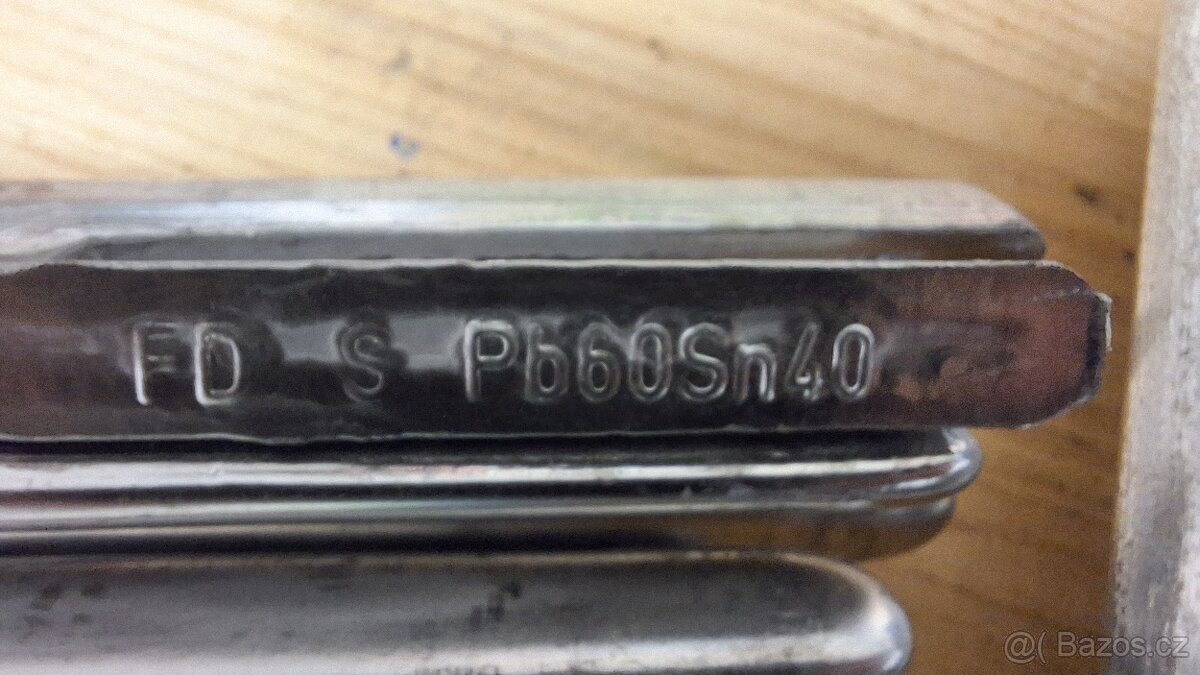 FD S Pb60Sn40
@( Bazos.cz